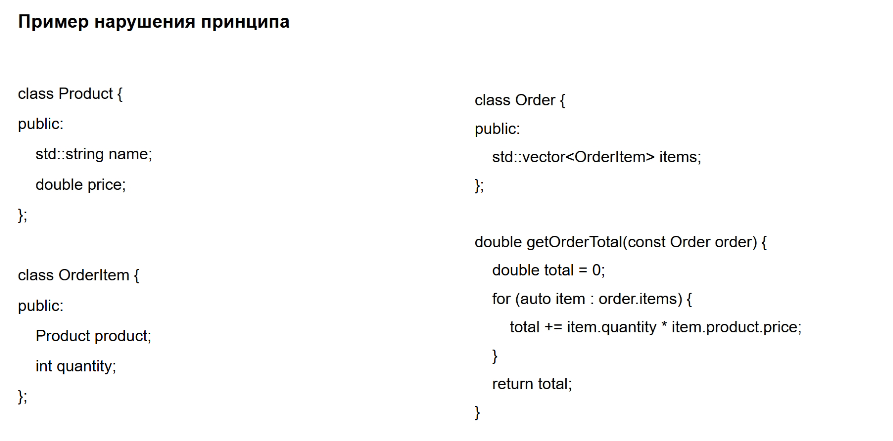 Пример нарушения принципа
class Product {
public:
std::string name;
double price;
};
class OrderItem {
public:
Product product;
int quantity;
};
class Order {
public:
std::vector<OrderItem> items;
};
double getOrderTotal(const Order order) {
double total = 0;
for (auto item : order.items) {
total += item.quantity * item.product.price;
}
return total;
}